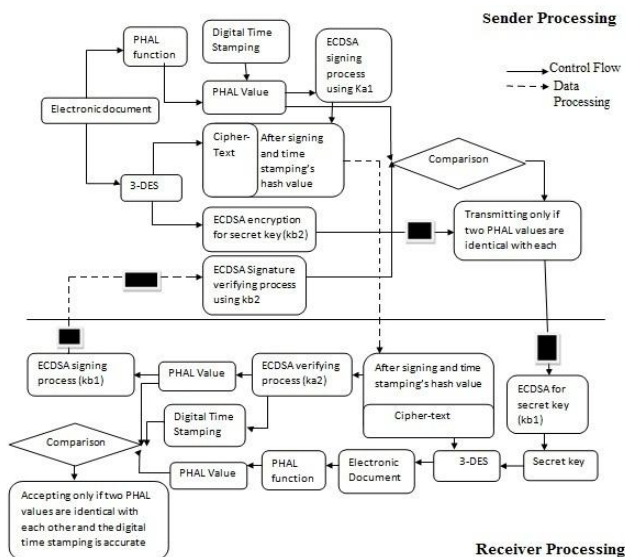 Sender Processing
Control Flow
Data
Processing
PHAL
function
Digital Time
Stamping
ECDSA
signing
process
using Ka1
PHAL Value
Electronic document
Cipher-
Text
After signing
and time
stamping's
hash value
Comparison
3-DES
ECDSA encryption
for secret key (kb2)
Transmitting only if
two PHAL values are
identical with each
ECDSA Signature
verifying process
using kb2
ECDSA signing
process (kb1)
PHAL Value
ECDSA verifying
process (ka2)
After signing and time
stamping's hash value
Cipher-text
ECDSA for
secret key
(kb1)
Digital Time
Stamping
Comparison
PHAL Value
PHAL
function
Electronic
Document
3-DES
Secret key
Accepting only if two PHAL
values are identical with
each other and the digital
time stamping is accurate
Receiver Processing